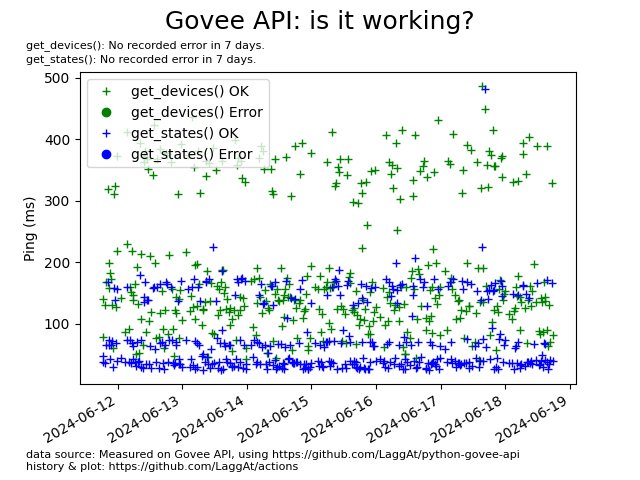 Govee API: is it working?
get_devices(): No recorded error in 7 days.
get_states(): No recorded error in 7 days.
500
400
300
200
100
Ping (ms)
get_devices() OK
get_devices() Error
get_states() OK
get_states() Error
2024-06-12
2024-06-13
2024-06-14
2024-06-15
2024-06-16
2024-06-17
2024-06-18
2024-06-19
data source: Measured on Govee API, using https://github.com/LaggAt/python-govee-api
history & plot: https://github.com/LaggAt/actions